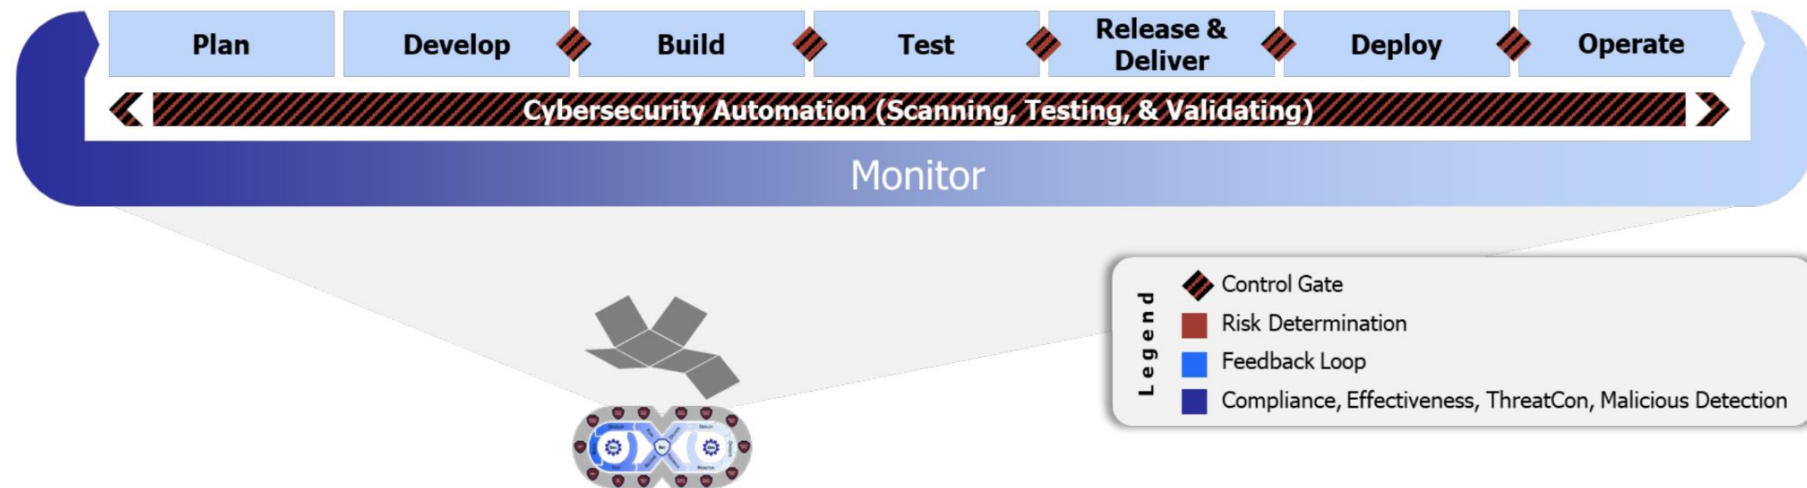 Plan
Develop
Build
Test
Release &
Deliver
Deploy
Operate
Cybersecurity Automation (Scanning, Testing, & Validating)
Monitor
Legend
Control Gate
Risk Determination
Feedback Loop
Compliance, Effectiveness, ThreatCon, Malicious Detection